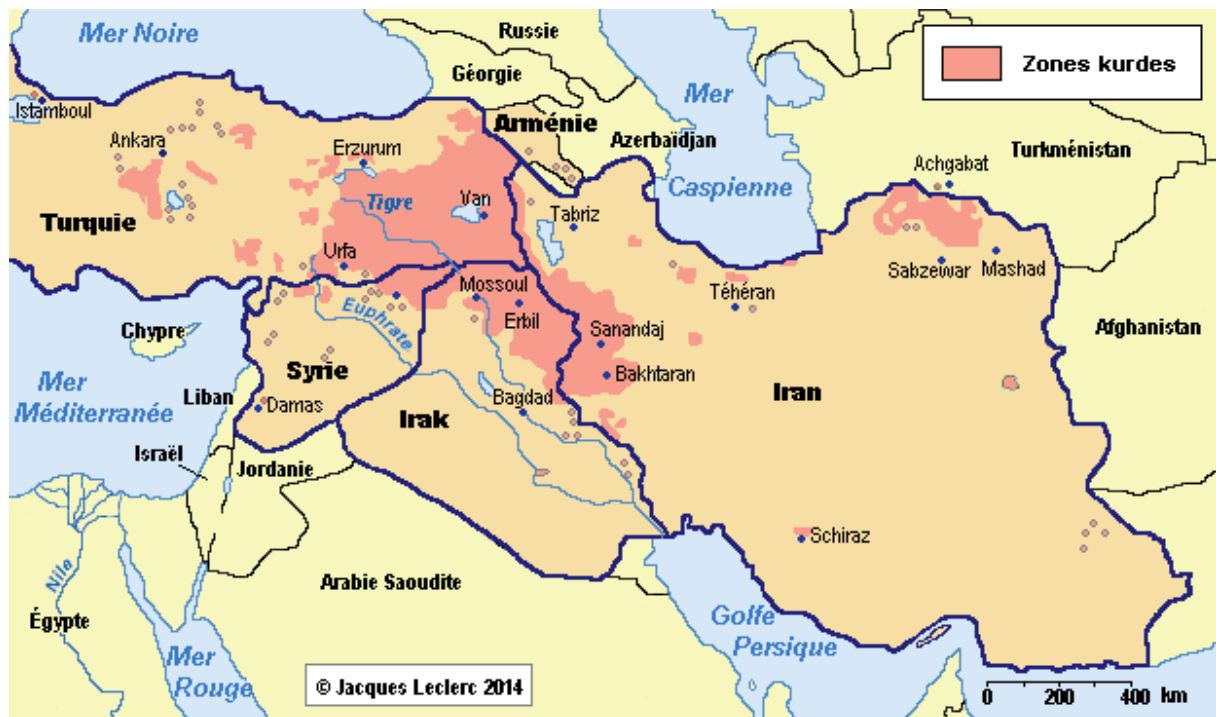 Mer Noire
Russie
Géorgie
Zones kurdes
Istamboul
Mer
Caspienne
Ankara
Erzurum
Arménie
Azerbaïdjan
Turkménistan
Achgabat
Turquie
Tigre
Van
Tabriz
Urfa
Mossoul
Erbil
Téhéran
Sabzewar
Mashad
Chypre
Euphrate
Sanandaj
Afghanistan
Syrie
Bakhtaran
Iran
Mer
Méditerranée
Liban
Damas
Irak
Bagdad
Israël
Jordanie
Schiraz
Nile
Arabie Saoudite
Égypte
Golfe
Persique
Mer
Rouge
© Jacques Leclerc 2014
0 200 400 km